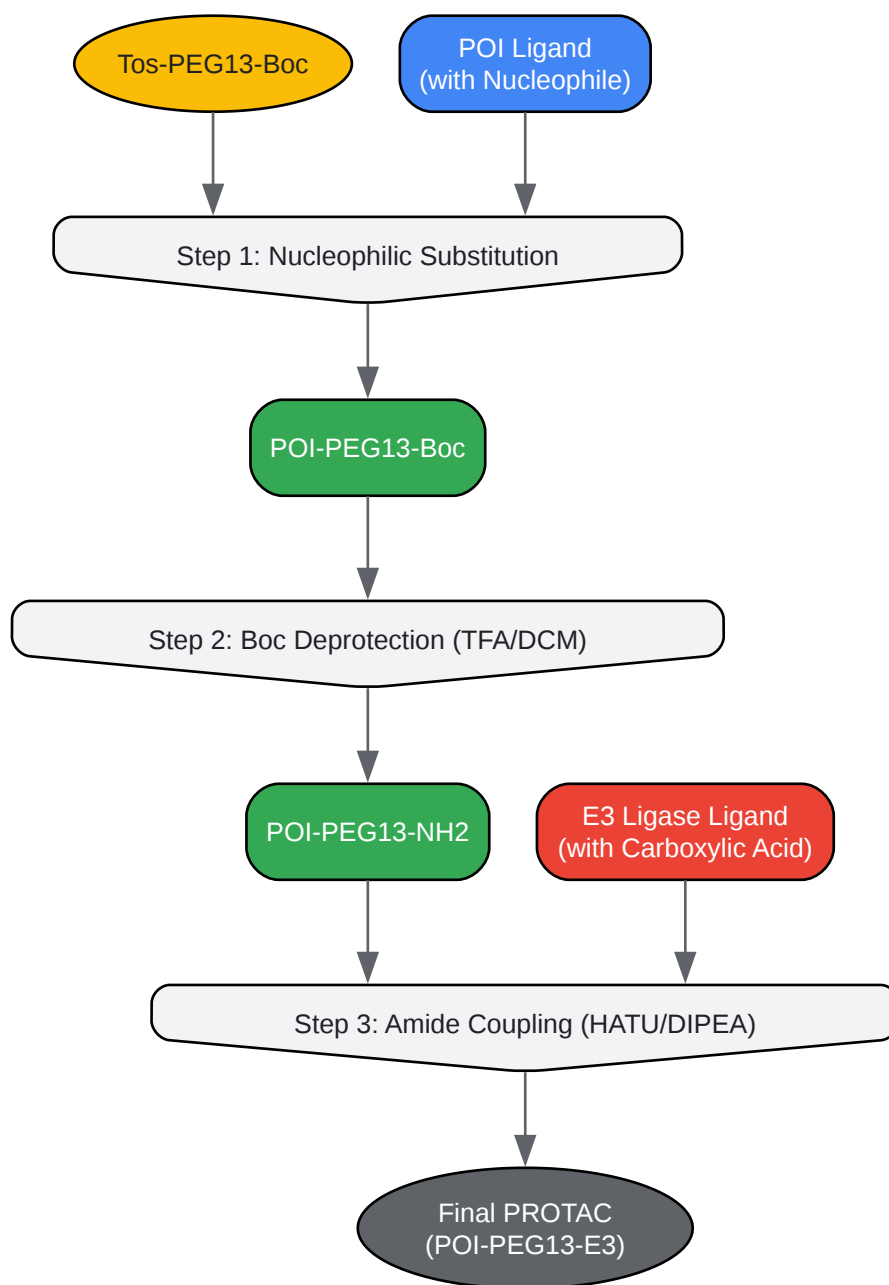 Tos-PEG13-Boc
POI Ligand
(with Nucleophile)
Step 1: Nucleophilic Substitution
POI-PEG13-Boc
Step 2: Boc Deprotection (TFA/DCM)
POI-PEG13-NH2
E3 Ligase Ligand
(with Carboxylic Acid)
Step 3: Amide Coupling (HATU/DIPEA)
Final PROTAC
(POI-PEG13-E3)